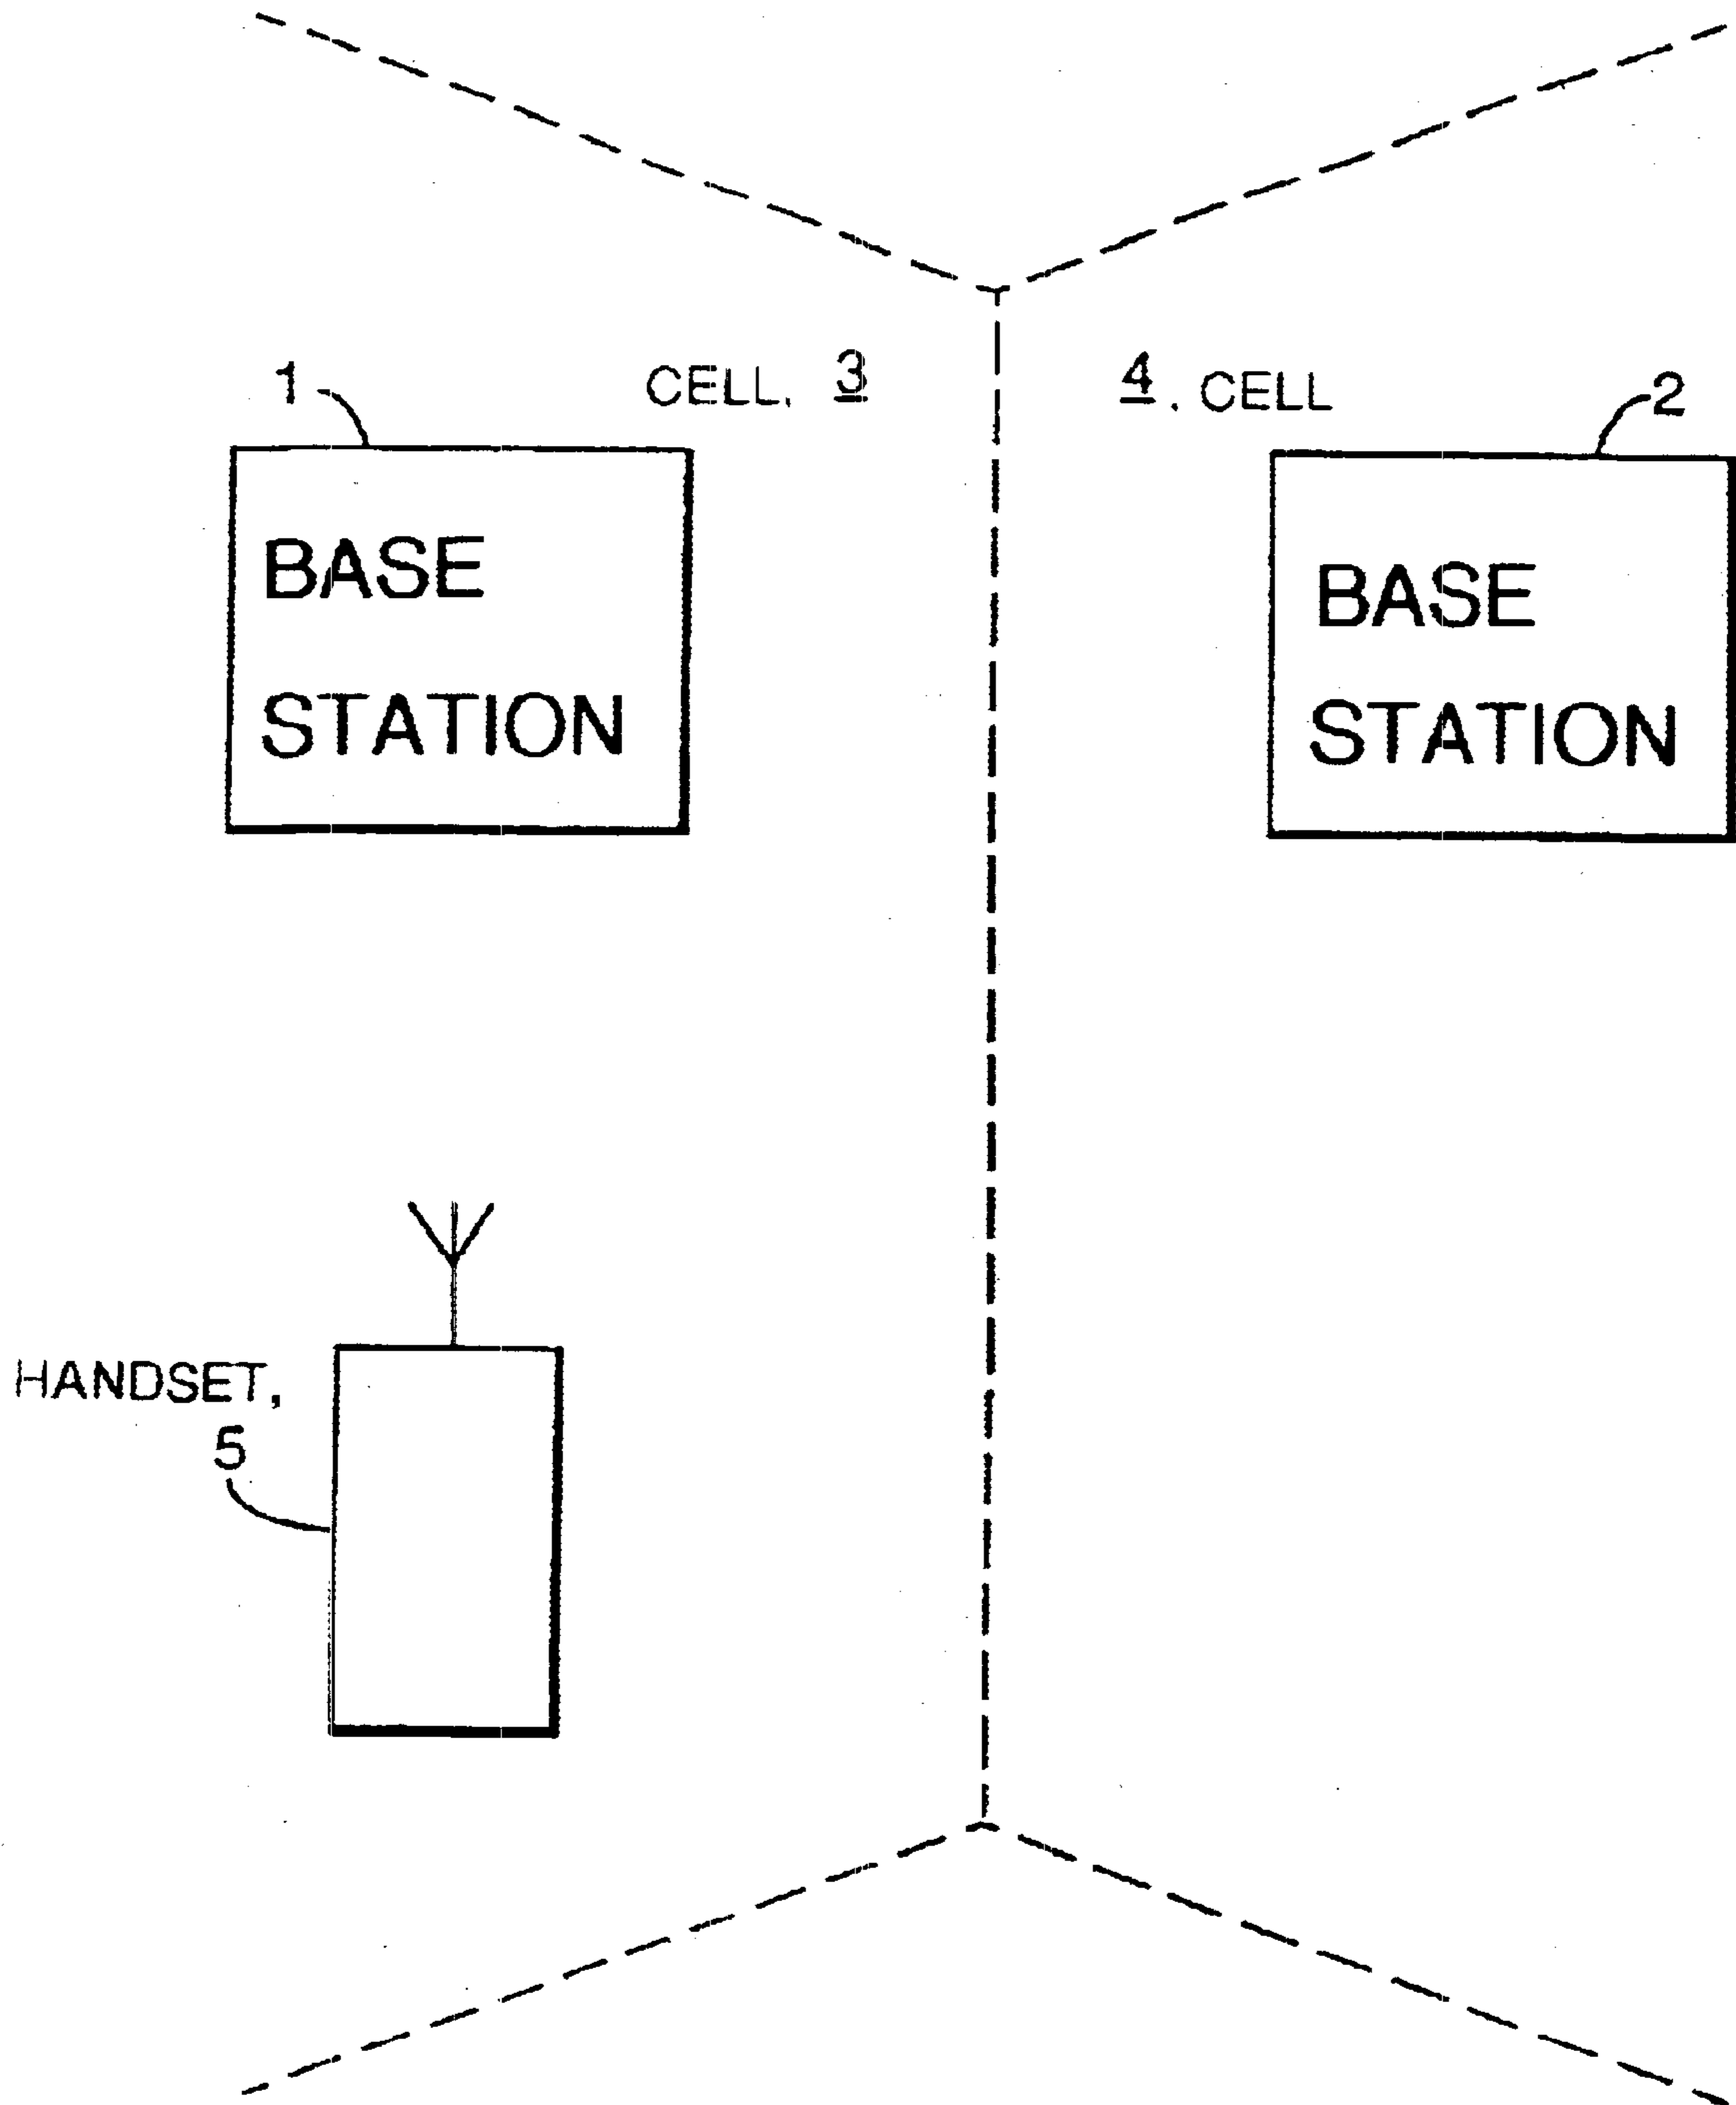 1
CELL, 3
4, CELL
2
BASE
STATION
BASE
STATION
HANDSET,
5